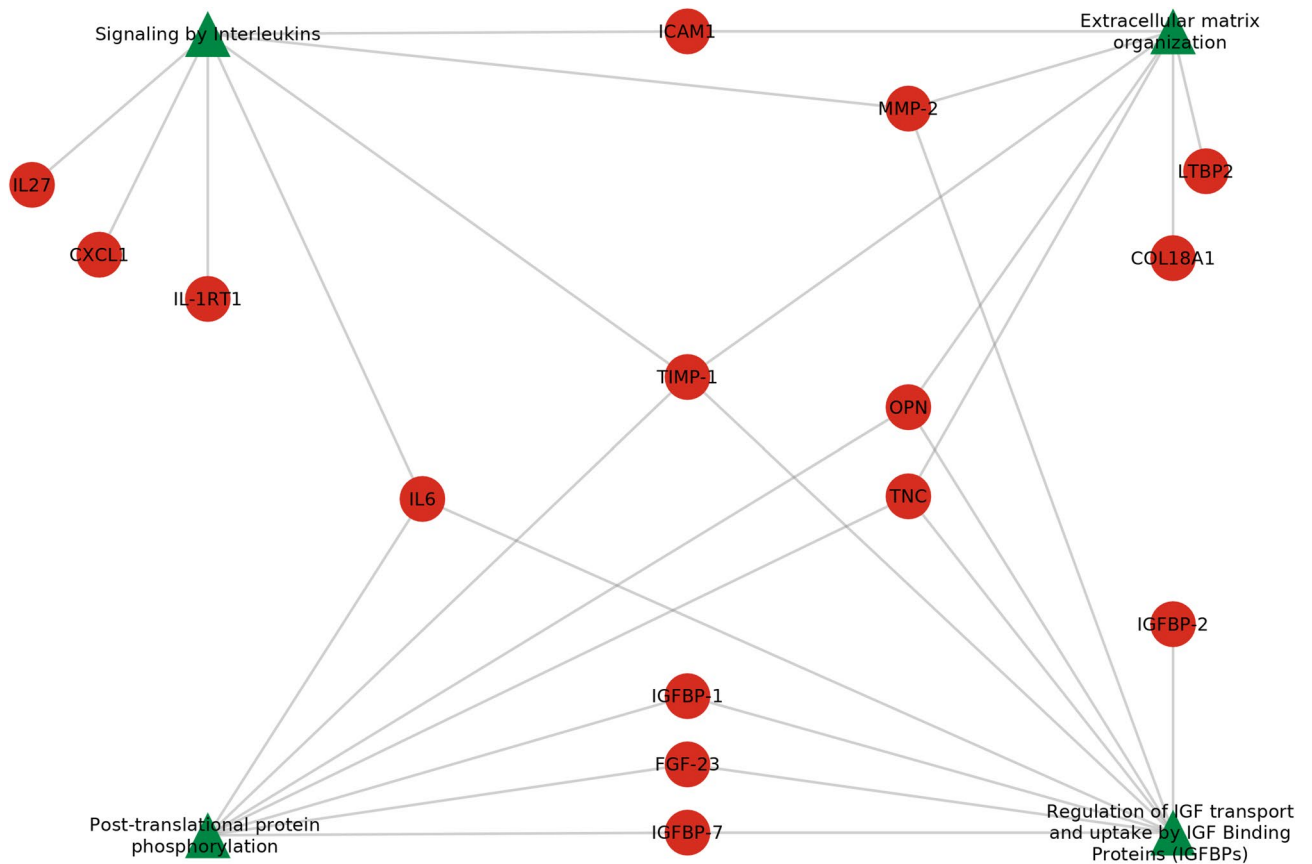 Signaling by Interleukins
ICAM1
Extracellular matrix
organization
MMP-2
LTBP2
IL27
CXCL1
COL18A1
IL-1RT1
TIMP-1
OPN
IL6
TNC
IGFBP-2
IGFBP-1
FGF-23
Post-translational protein
phosphorylation
IGFBP-7
Regulation of IGF transport
and uptake by IGF Binding
Proteins (IGFBPs)